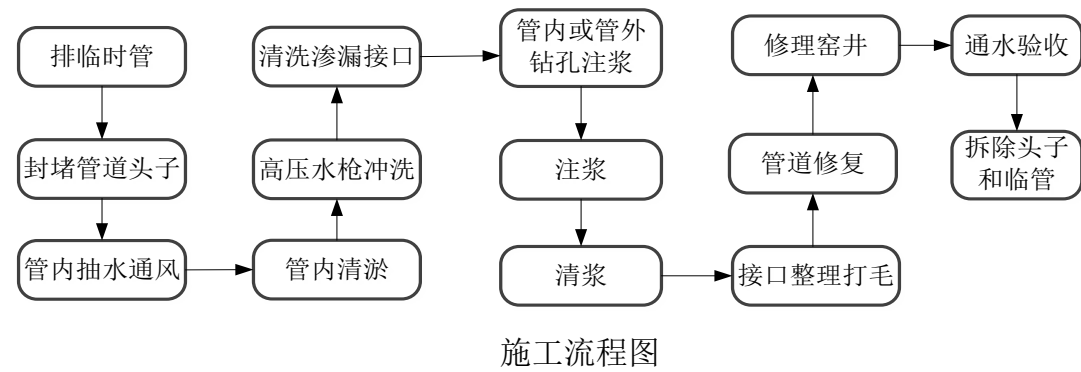 排临时管
封堵管道头子
管内抽水通风
管内清淤
高压水枪冲洗
清洗渗漏接口
管内或管外
钻孔注浆
注浆
清浆
接口整理打毛
管道修复
修理窑井
通水验收
拆除头子
和临管
施工流程图